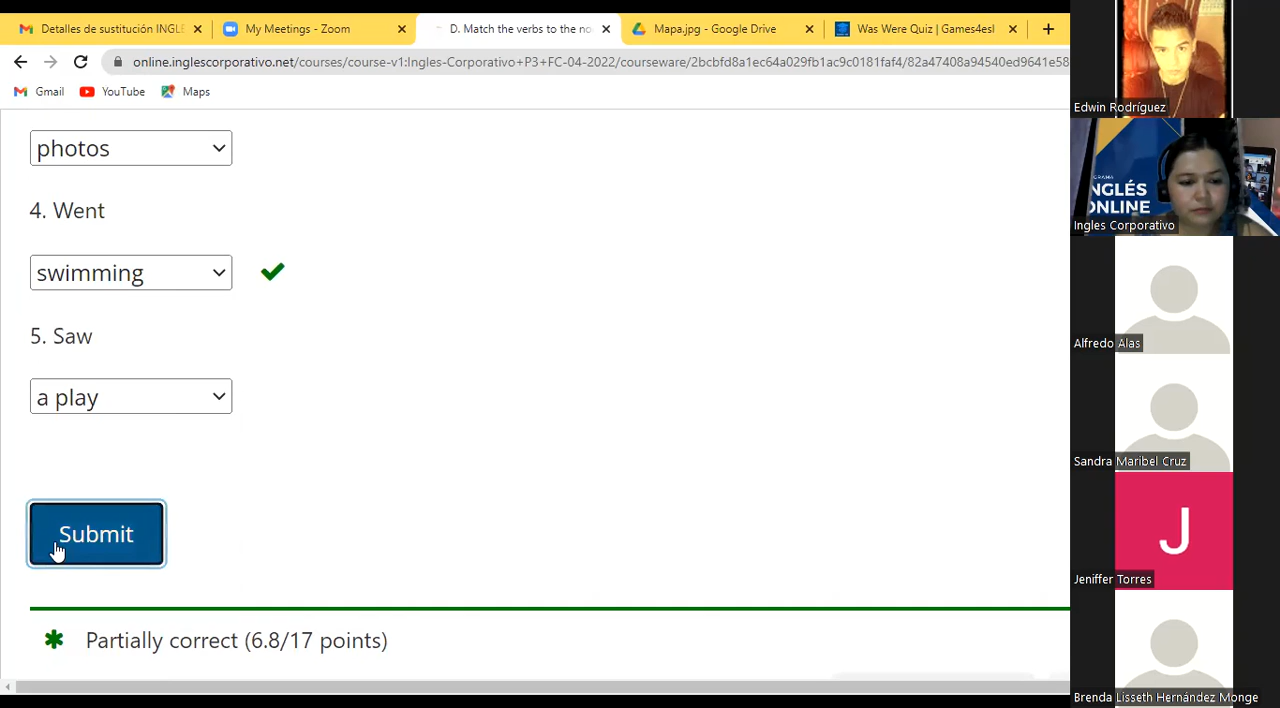 Detalles de sustitución INGLÉ
My Meetings - Zoom
D. Match the verbs to the no
Mapa.jpg - Google Drive
Was Were Quiz | Games4esl
online.inglescorporativo.net/courses/course-v1:Ingles-Corporativo+P3+FC-04-2022/courseware/2bcbfd8a1ec64a029fb1ac9c0181faf4/82a47408a94540ed9641e58
Gmail
YouTube
Maps
photos
4. Went
swimming
5. Saw
a play
Submit
Partially correct (6.8/17 points)
Edwin Rodríguez
INGLÉS
ONLINE
Ingles Corporativo
Alfredo Alas
Sandra Maribel Cruz
J
Jeniffer Torres
Brenda Lisseth Hernández Monge